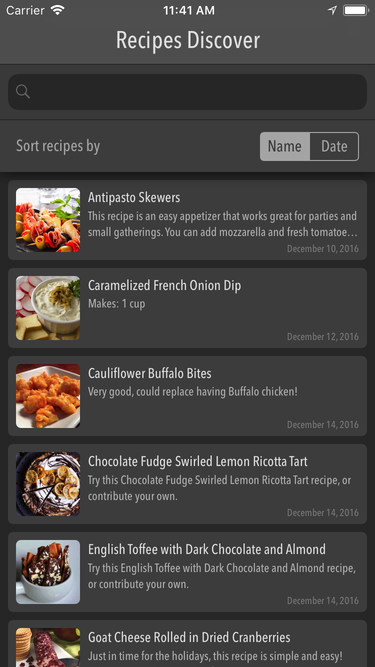 Carrier 11:41 AM
Recipes Discover
Sort recipes by Name Date
Antipasto Skewers
This recipe is an easy appetizer that works great for parties and
small gatherings. You can add mozzarella and fresh tomatoe…
December 10, 2016
Caramelized French Onion Dip
Makes: 1 cup
December 12, 2016
Cauliflower Buffalo Bites
Very good, could replace having Buffalo chicken!
December 14, 2016
Chocolate Fudge Swirled Lemon Ricotta Tart
Try this Chocolate Fudge Swirled Lemon Ricotta Tart recipe, or
contribute your own.
December 14, 2016
English Toffee with Dark Chocolate and Almond
Try this English Toffee with Dark Chocolate and Almond recipe,
or contribute your own.
December 14, 2016
Goat Cheese Rolled in Dried Cranberries
Just in time for the holidays, this recipe is simple and easy!